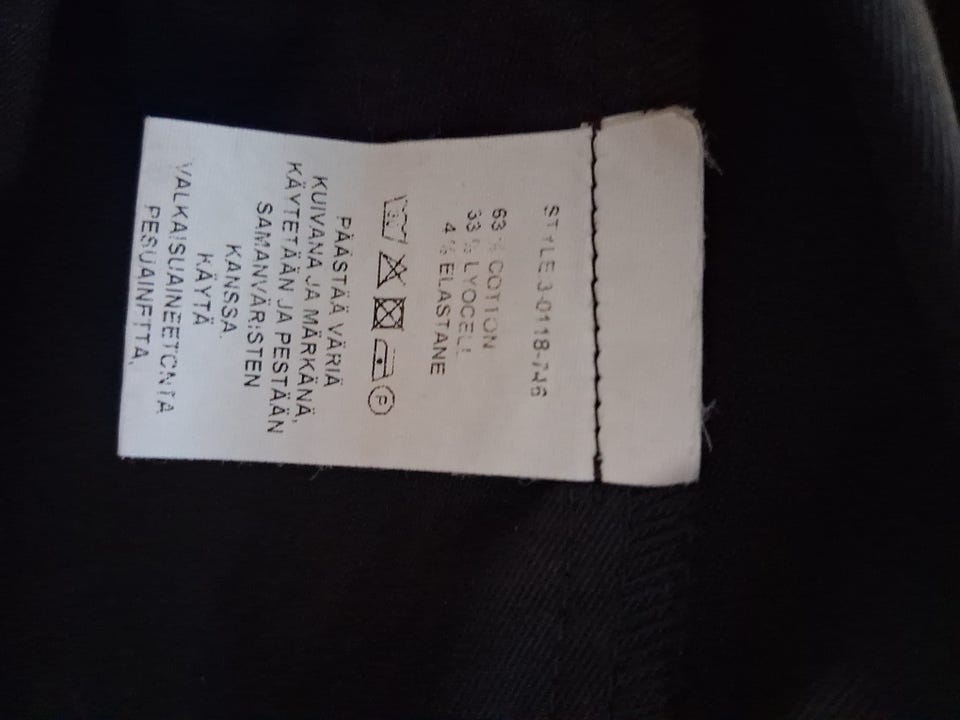 STYLE 3-0118-746
63 % COTTON
33 % LYOCELL
4 % ELASTANE
P
PÄÄSTÄÄ VÄRIÄ
KUIVANA JA MÄRKÄNÄ,
KÄYTETÄÄN JA PESTÄÄN
SAMANVÄRISTEN
KANSSA.
KÄYTÄ
VALKAISUAINEETONTA
PESUAINETTA.